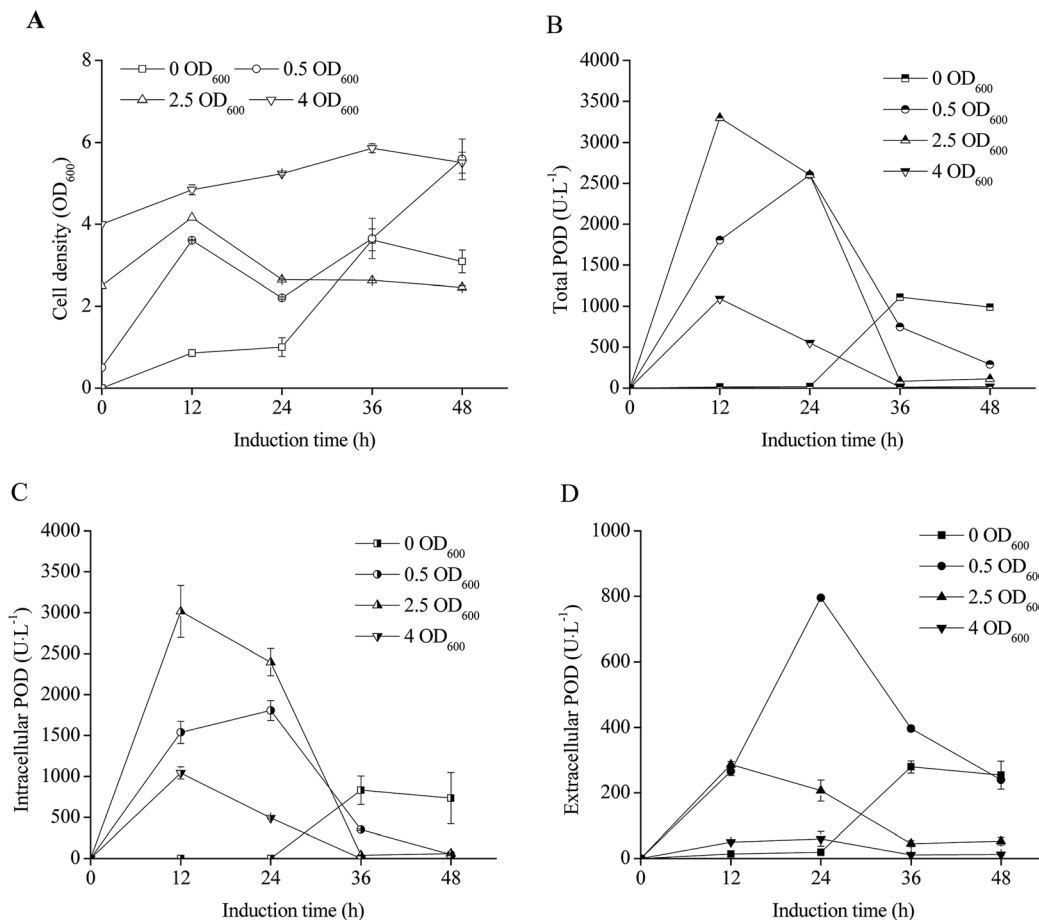 A
8
6
4
2
0
0 OD600
0.5 OD600
2.5 OD600
4 OD600
Cell density (OD600)
0
12
24
36
48
Induction time (h)
B
4000
3500
3000
2500
2000
1500
1000
500
0
0 OD600
0.5 OD600
2.5 OD600
4 OD600
Total POD (U·L-1)
0
12
24
36
48
Induction time (h)
C
4000
3500
3000
2500
2000
1500
1000
500
0
0 OD600
0.5 OD600
2.5 OD600
4 OD600
Intracellular POD (U·L-1)
0
12
24
36
48
Induction time (h)
D
1000
800
600
400
200
0
0 OD600
0.5 OD600
2.5 OD600
4 OD600
Extracellular POD (U·L-1)
0
12
24
36
48
Induction time (h)